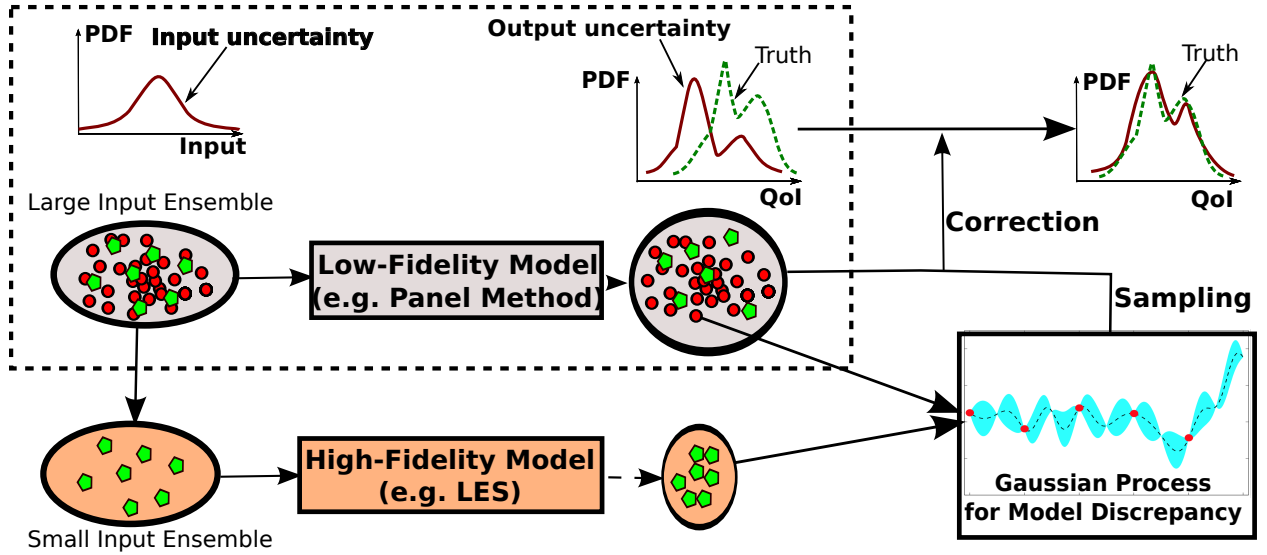 PDF
Input uncertainty
Input
Output uncertainty
Truth
PDF
QoI
Truth
PDF
QoI
Large Input Ensemble
Low-Fidelity Model
(e.g. Panel Method)
Correction
Sampling
High-Fidelity Model
(e.g. LES)
Small Input Ensemble
Gaussian Process
for Model Discrepancy